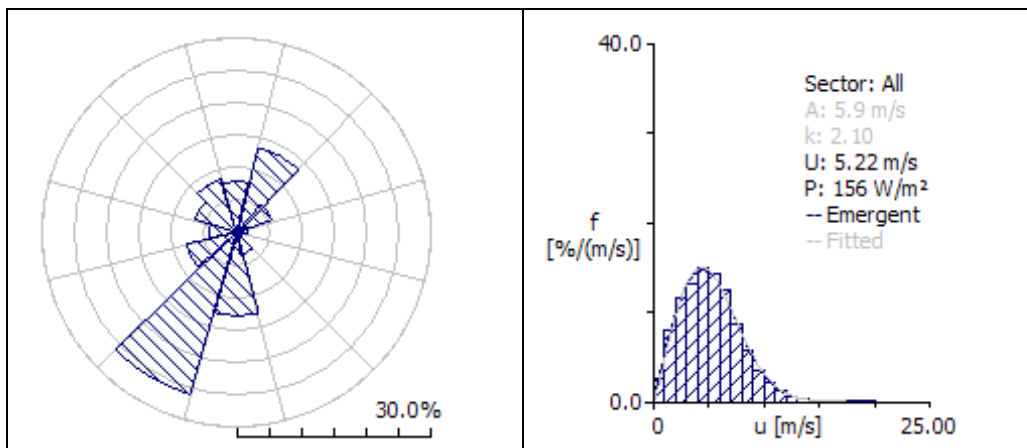 30.0%
40.0
Sector: All
A: 5.9 m/s
k: 2.10
U: 5.22 m/s
P: 156 W/m²
-- Emergent
-- Fitted
f
[%/(m/s)]
0.0
0 u [m/s] 25.00